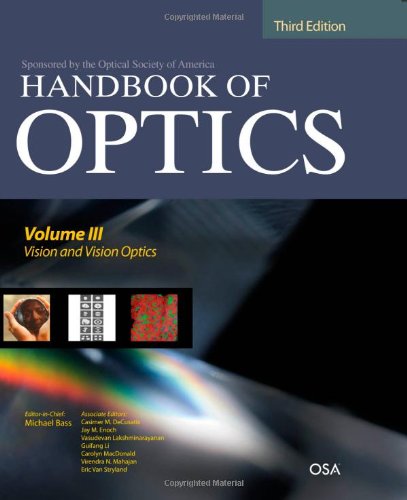 Copyrighted Material
Third Edition
Sponsored by the Optical Society of America
HANDBOOK OF
OPTICS
Volume III
Vision and Vision Optics
Editor-in-Chief:
Michael Bass
Associate Editors:
Casimer M. DeCusatis
Jay M. Enoch
Vasudevan Lakshminarayanan
Guifang Li
Carolyn MacDonald
Virendra N. Mahajan
Eric Van Stryland
OSA
Copyrighted Material